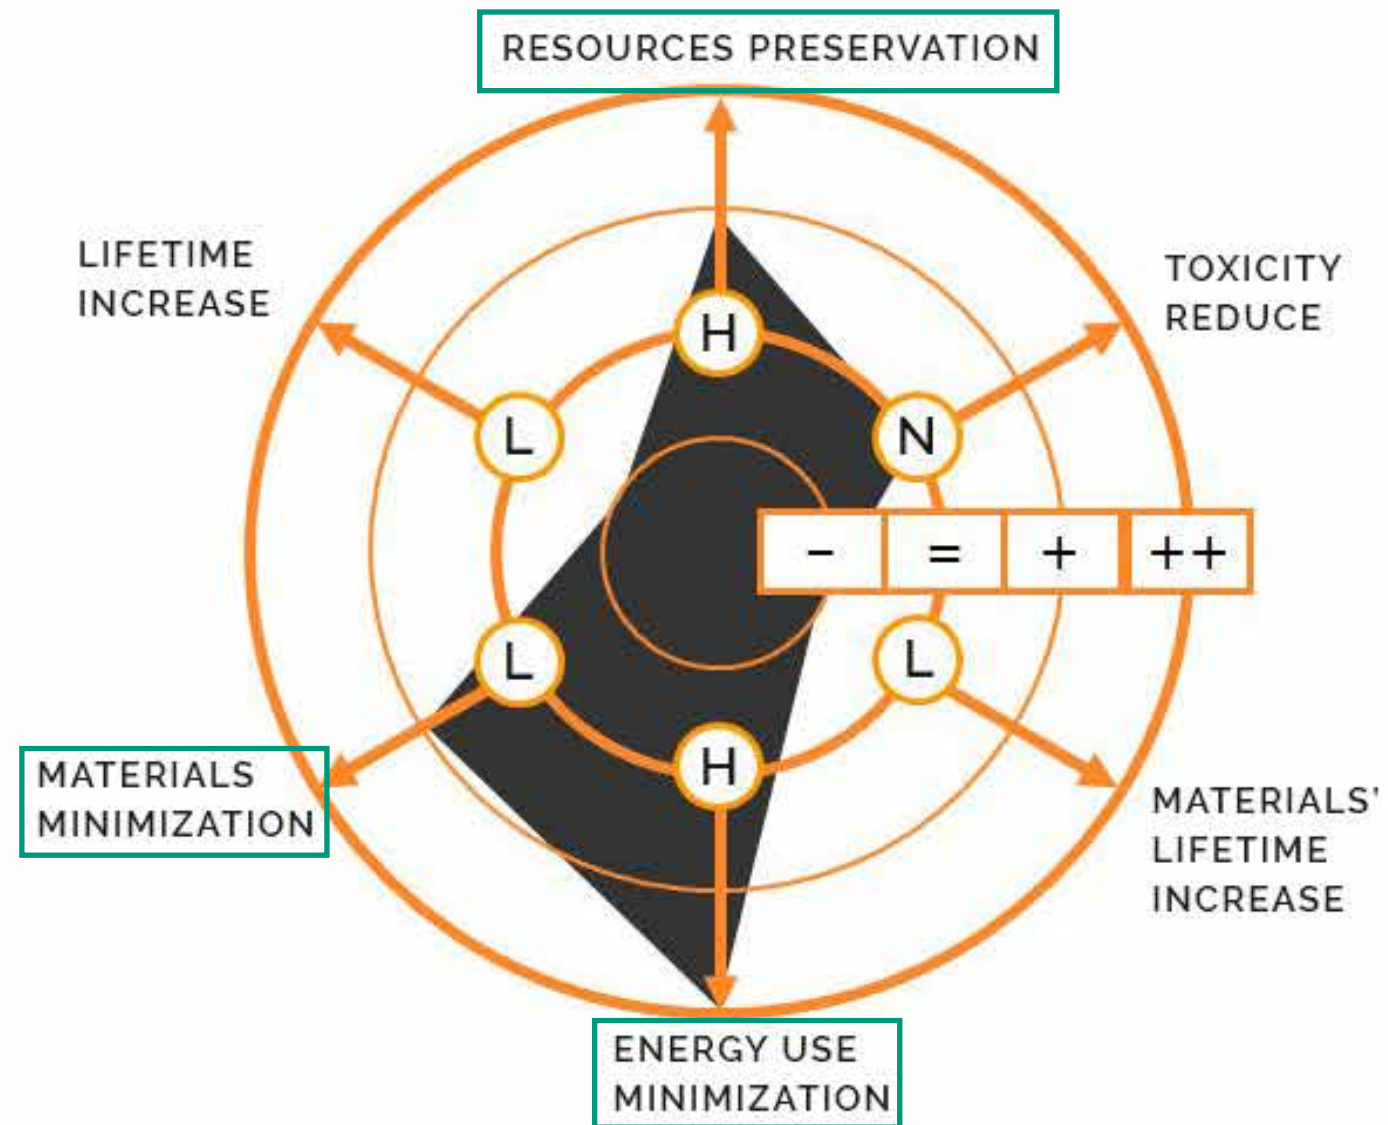 RESOURCES PRESERVATION
LIFETIME
INCREASE
TOXICITY
REDUCE
H
L
N
- = + ++
L
L
H
MATERIALS
MINIMIZATION
MATERIALS'
LIFETIME
INCREASE
ENERGY USE
MINIMIZATION